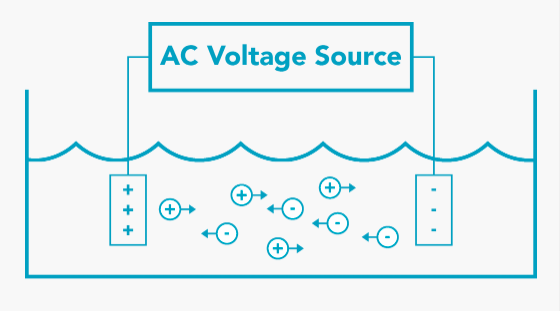 AC Voltage Source
+ + - 
+ + - + - -
+ - - -
+